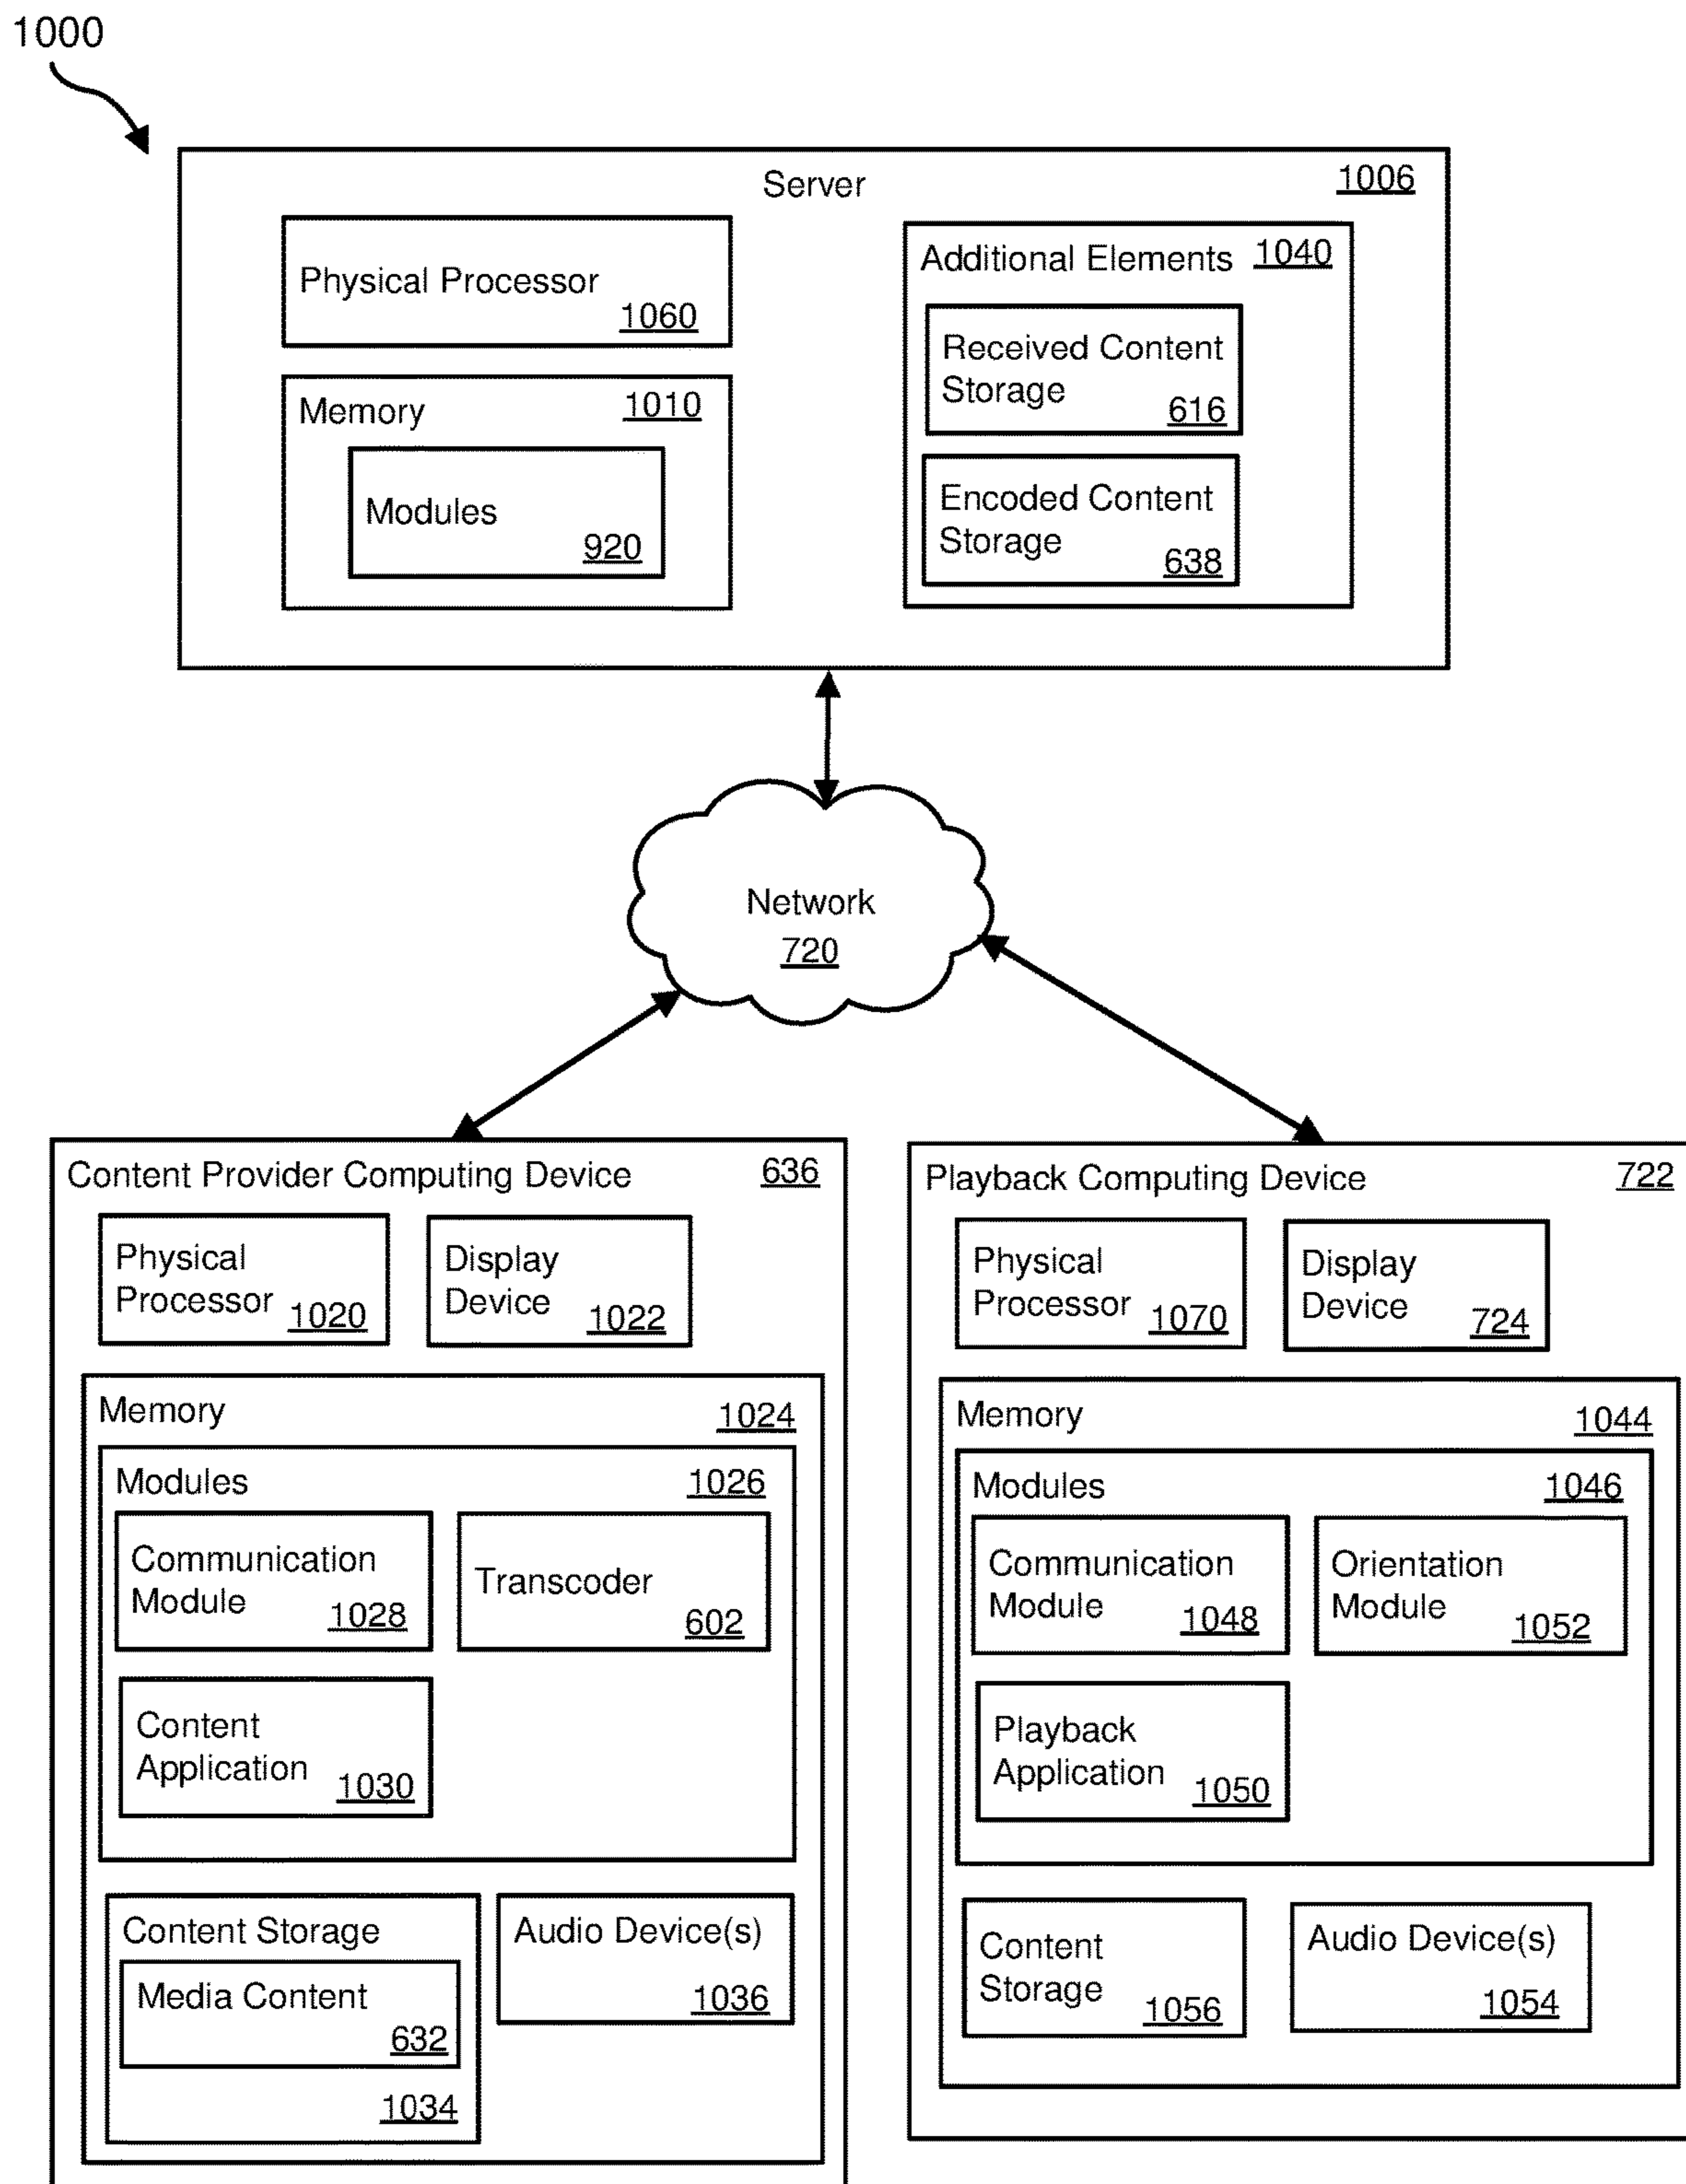 1000
Server
1006
Physical Processor
1060
Memory
1010
Modules
920
Additional Elements
1040
Received Content
Storage
616
Encoded Content
Storage
638
Network
720
Content Provider Computing Device
636
Physical
Processor
1020
Display
Device
1022
Memory
1024
Modules
1026
Communication
Module
1028
Transcoder
602
Content
Application
1030
Content Storage
Media Content
632
1034
Audio Device(s)
1036
Playback Computing Device
722
Physical
Processor
1070
Display
Device
724
Memory
1044
Modules
1046
Communication
Module
1048
Orientation
Module
1052
Playback
Application
1050
Content
Storage
1056
Audio Device(s)
1054